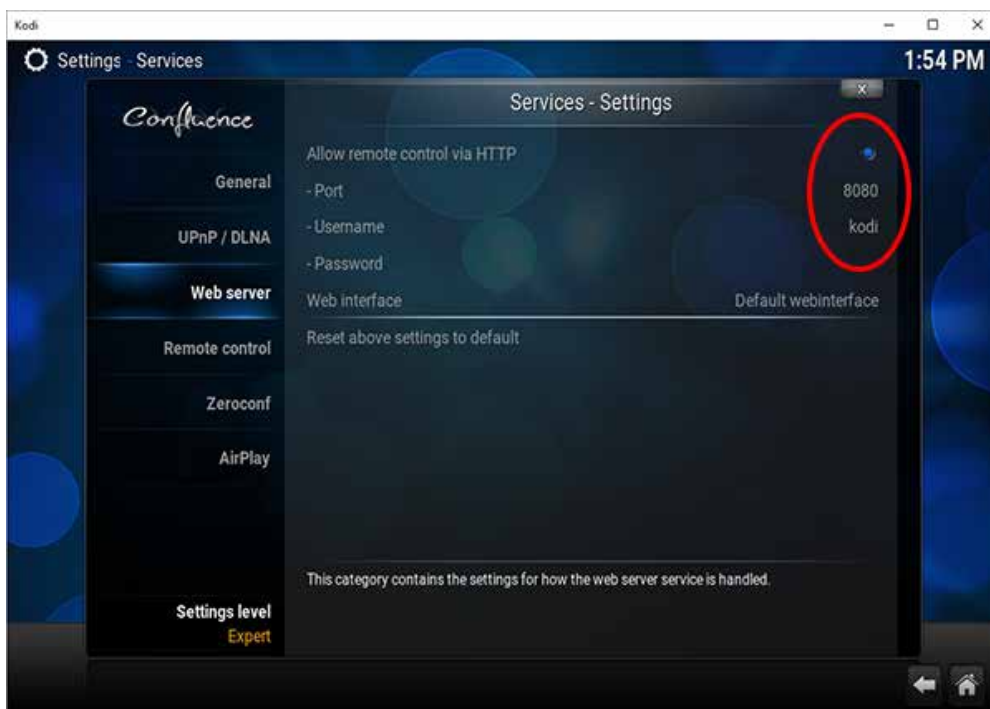 Kodi
Settings - Services
1:54 PM
Confluence
Services - Settings
X
General
UPnP / DLNA
Web server
Remote control
Zeroconf
AirPlay
Allow remote control via HTTP
- Port 8080
- Username kodi
- Password
Web interface Default webinterface
Reset above settings to default
This category contains the settings for how the web server service is handled.
Settings level
Expert